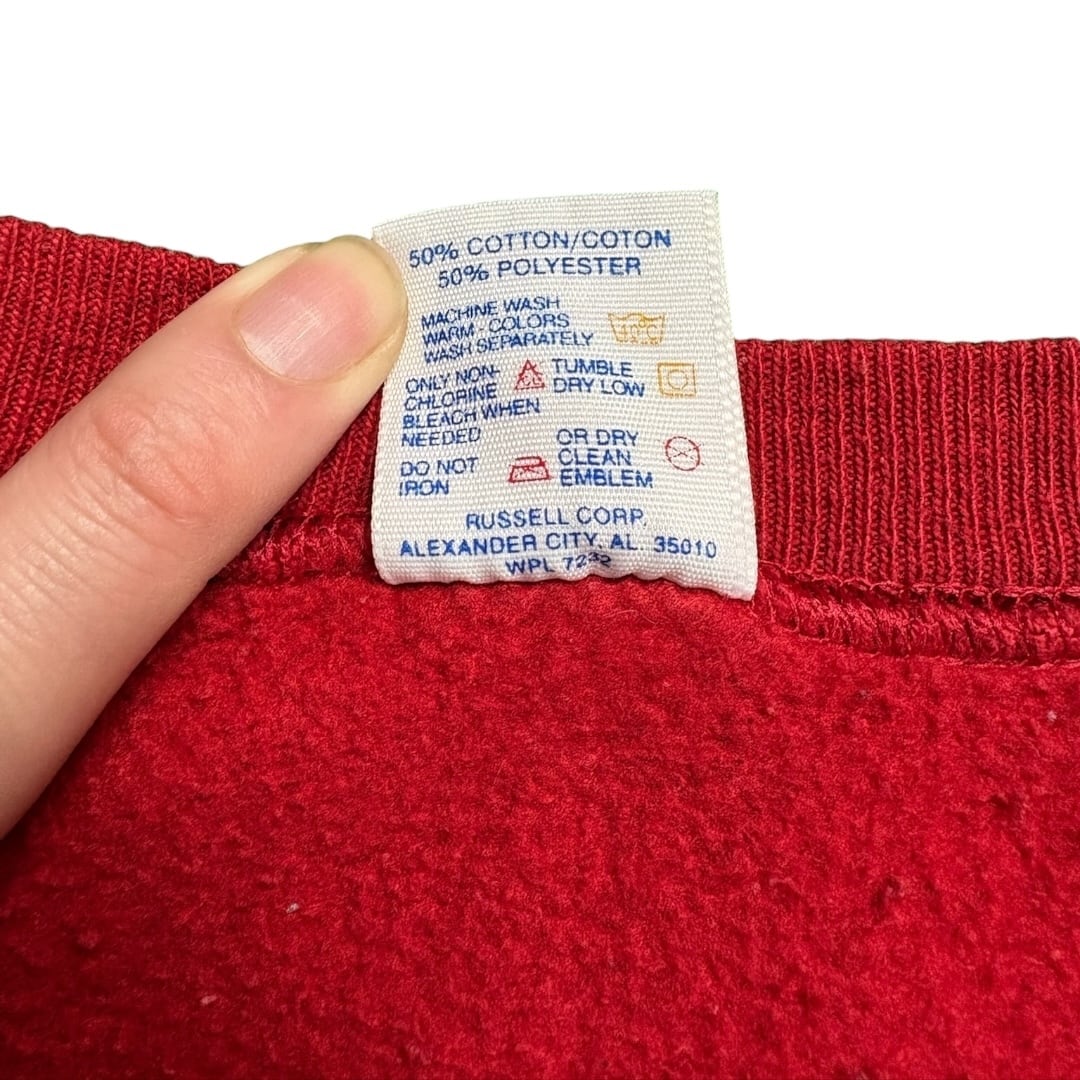 50% COTTON/COTON
50% POLYESTER
MACHINE WASH
WARM - COLORS
WASH SEPARATELY
ONLY NON-
CHLORINE
BLEACH WHEN
NEEDED
TUMBLE
DRY LOW
DO NOT
IRON
OR DRY
CLEAN
EMBLEM
RUSSELL CORP.
ALEXANDER CITY, AL. 35010
WPL